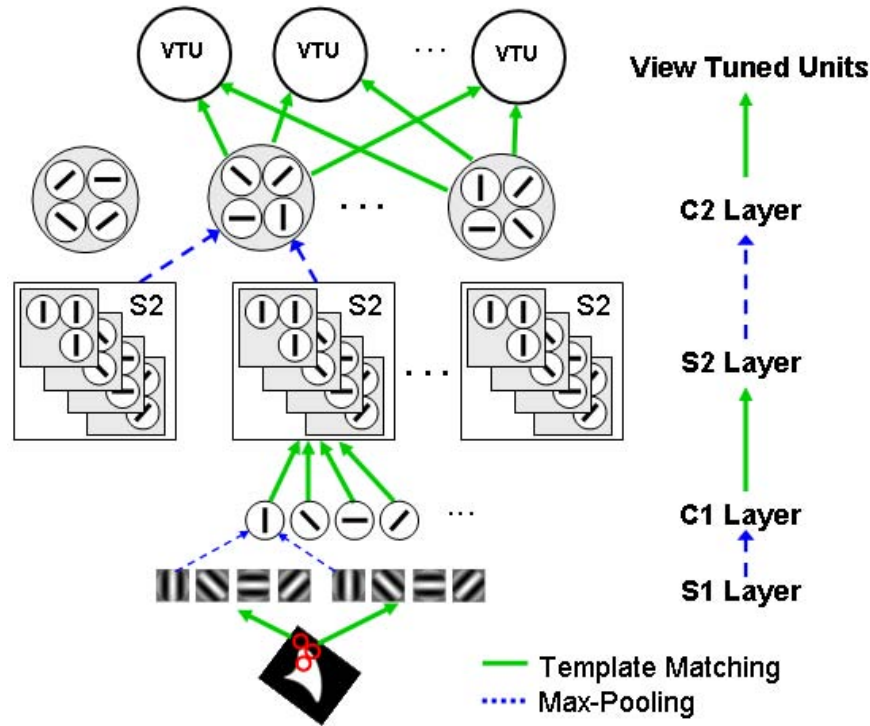 VTU VTU ... VTU
View Tuned Units
C2 Layer
...
S2 S2 S2
...
S2 Layer
C1 Layer
...
S1 Layer
Template Matching
Max-Pooling